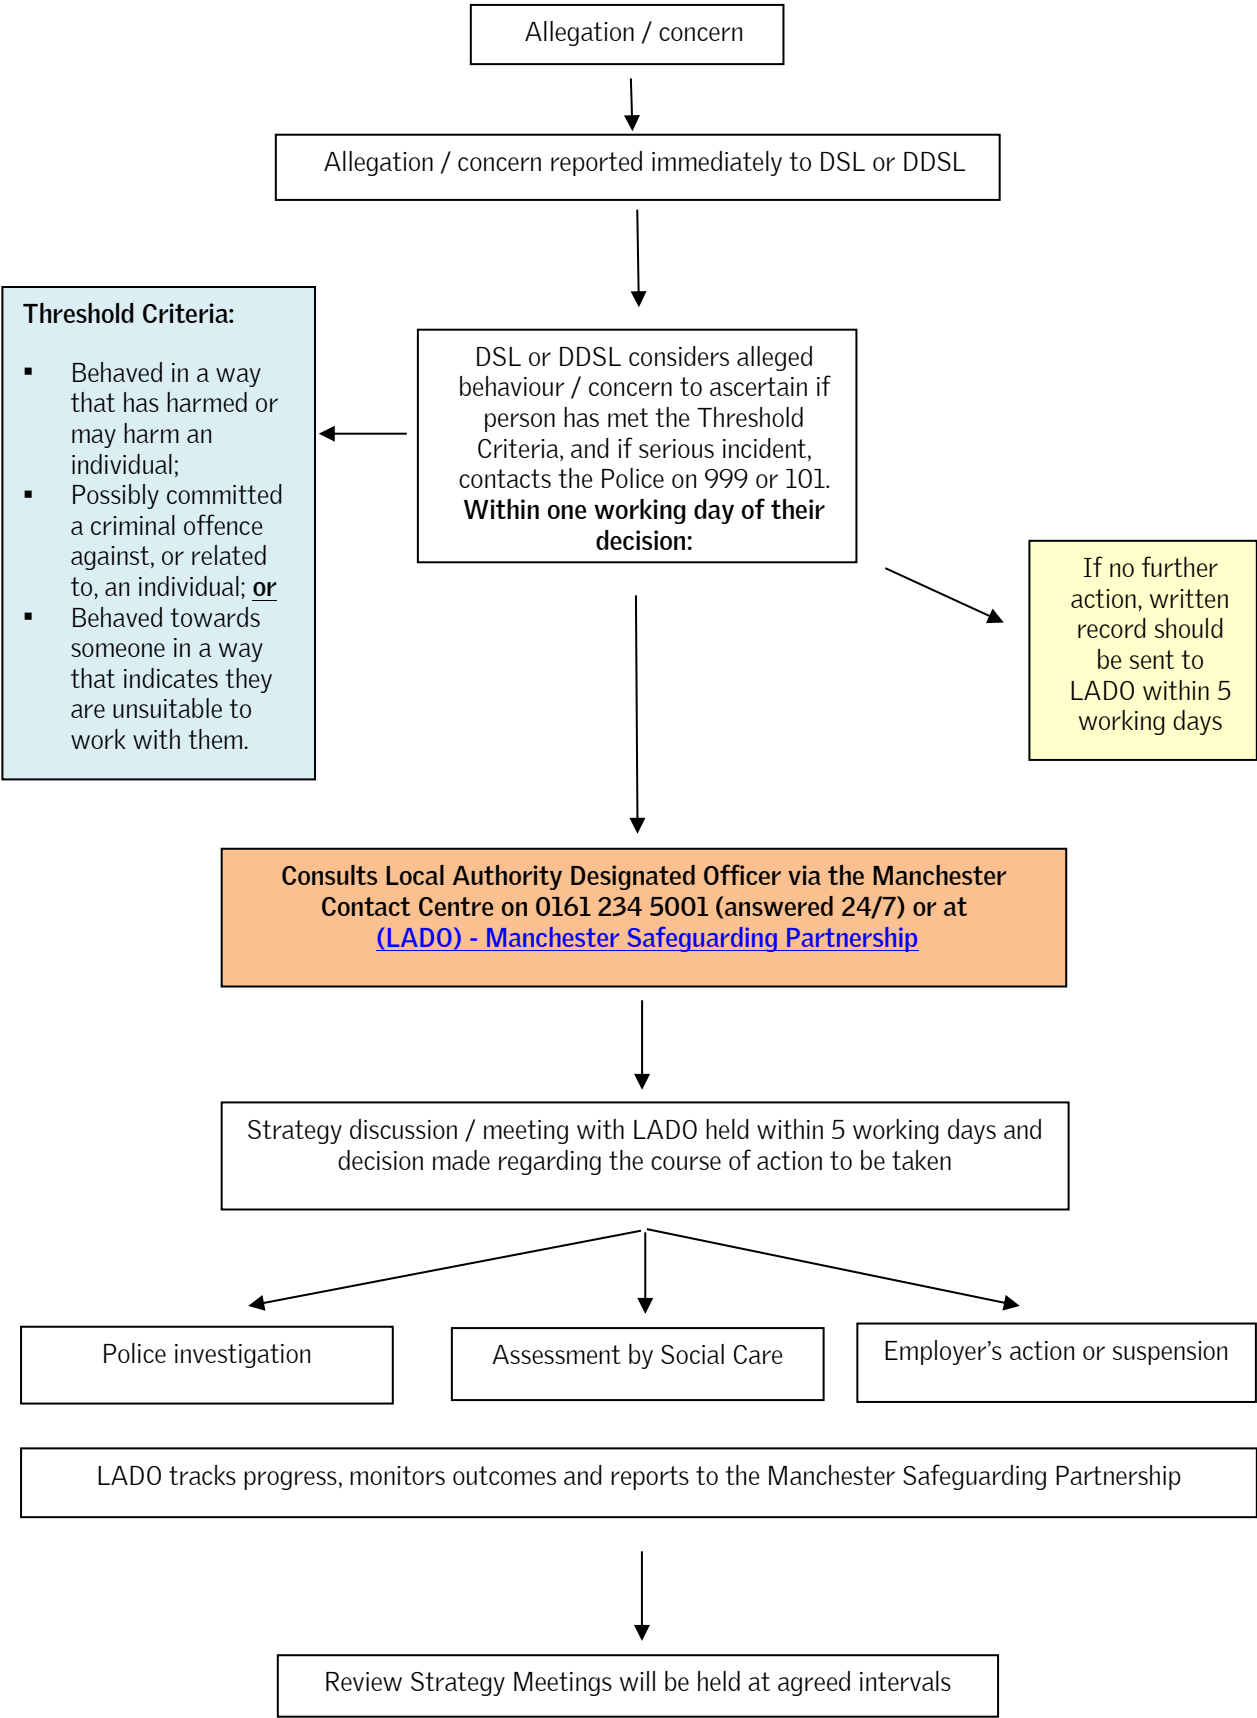 Allegation / concern
Allegation / concern reported immediately to DSL or DDSL
Threshold Criteria:
▪ Behaved in a way
that has harmed or
may harm an
individual;
▪ Possibly committed
a criminal offence
against, or related
to, an individual; or
▪ Behaved towards
someone in a way
that indicates they
are unsuitable to
work with them.
DSL or DDSL considers alleged
behaviour / concern to ascertain if
person has met the Threshold
Criteria, and if serious incident,
contacts the Police on 999 or 101.
Within one working day of their
decision:
If no further
action, written
record should
be sent to
LADO within 5
working days
Consults Local Authority Designated Officer via the Manchester
Contact Centre on 0161 234 5001 (answered 24/7) or at
(LADO) - Manchester Safeguarding Partnership
Strategy discussion / meeting with LADO held within 5 working days and
decision made regarding the course of action to be taken
Police investigation
Assessment by Social Care
Employer’s action or suspension
LADO tracks progress, monitors outcomes and reports to the Manchester Safeguarding Partnership
Review Strategy Meetings will be held at agreed intervals